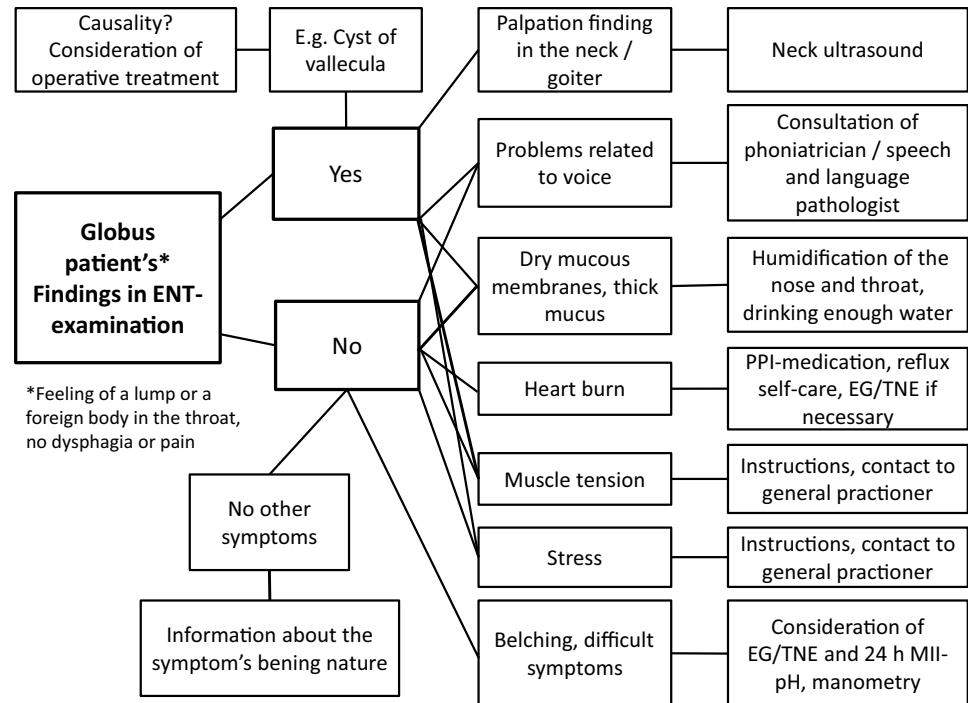 Causality?
Consideration of
operative treatment
E.g. Cyst of
vallecula
Palpation finding
in the neck /
goiter
Neck ultrasound
Yes
Problems related
to voice
Consultation of
phoniatrician / speech
and language
pathologist
Globus
patient's*
Findings in ENT-
examination
Dry mucous
membranes, thick
mucus
Humidification of the
nose and throat,
drinking enough water
No
Heart burn
PPI-medication, reflux
self-care, EG/TNE if
necessary
*Feeling of a lump or a
foreign body in the throat,
no dysphagia or pain
Muscle tension
Instructions, contact to
general practioner
No other
symptoms
Stress
Instructions, contact to
general practioner
Information about the
symptom's bening nature
Belching, difficult
symptoms
Consideration of
EG/TNE and 24 h MII-
pH, manometry